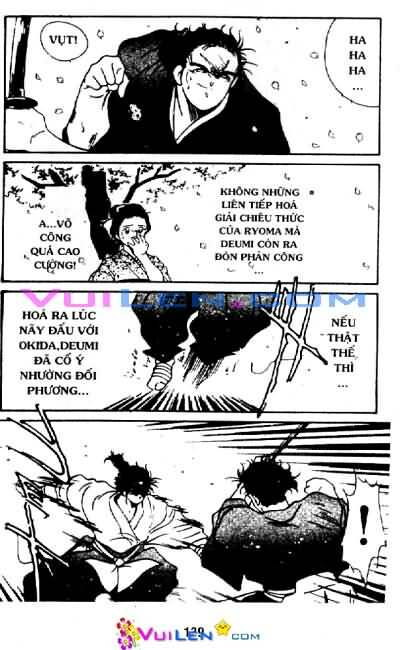 VỤT!
HA
HA
HA
...
KHÔNG NHỮNG
LIÊN TIẾP HOÁ
GIẢI CHIÊU THỨC
CỦA RYOMA MÀ
DEUMI CÒN RA
ĐÒN PHẢN CÔNG
...
A...VÕ
CÔNG
QUẢ CAO
CƯỜNG!
VUILEN.COM
HOÁ RA LÚC
NÃY ĐẤU VỚI
OKIDA,DEUMI
ĐÃ CỐ Ý
NHƯỜNG ĐỐI
PHƯƠNG...
NẾU
THẬT
THẾ
THÌ
...
!
129
VUILEN.COM